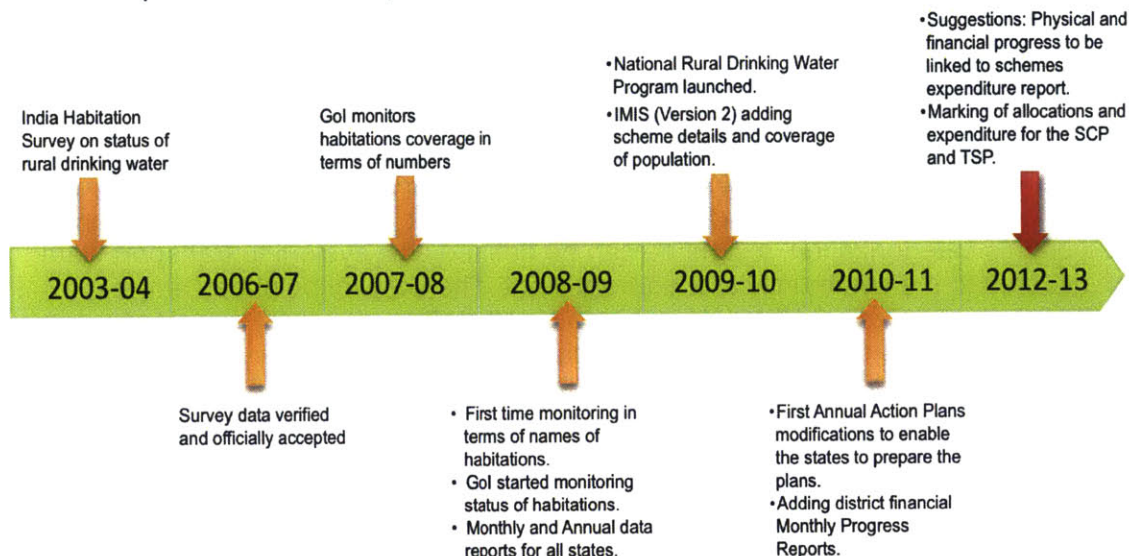 India Habitation
Survey on status of
rural drinking water
GoI monitors
habitations coverage in
terms of numbers
•National Rural Drinking Water
Program launched.
•IMIS (Version 2) adding
scheme details and coverage
of population.
•Suggestions: Physical and
financial progress to be
linked to schemes
expenditure report.
•Marking of allocations and
expenditure for the SCP
and TSP.
2003-04 2006-07 2007-08 2008-09 2009-10 2010-11 2012-13
Survey data verified
and officially accepted
• First time monitoring in
terms of names of
habitations.
• GoI started monitoring
status of habitations.
• Monthly and Annual data
reports for all states.
•First Annual Action Plans
modifications to enable
the states to prepare the
plans.
•Adding district financial
Monthly Progress
Reports.